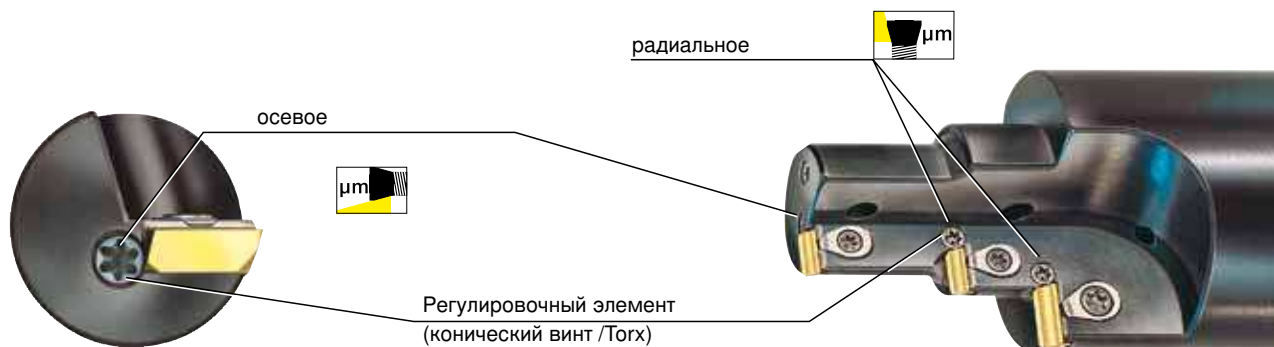 радиальное
µm
осевое
µm
Регулировочный элемент
(конический винт /Torx)